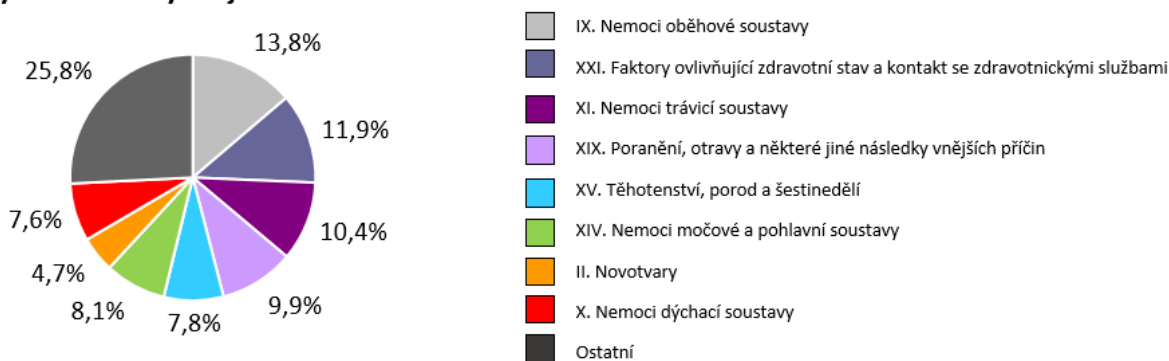 13,8%
11,9%
10,4%
9,9%
7,8%
8,1%
4,7%
7,6%
25,8%
IX. Nemoci oběhové soustavy
XXI. Faktory ovlivňující zdravotní stav a kontakt se zdravotnickými službami
XI. Nemoci trávicí soustavy
XIX. Poranění, otravy a některé jiné následky vnějších příčin
XV. Těhotenství, porod a šestinedělí
XIV. Nemoci močové a pohlavní soustavy
II. Novotvary
X. Nemoci dýchací soustavy
Ostatní